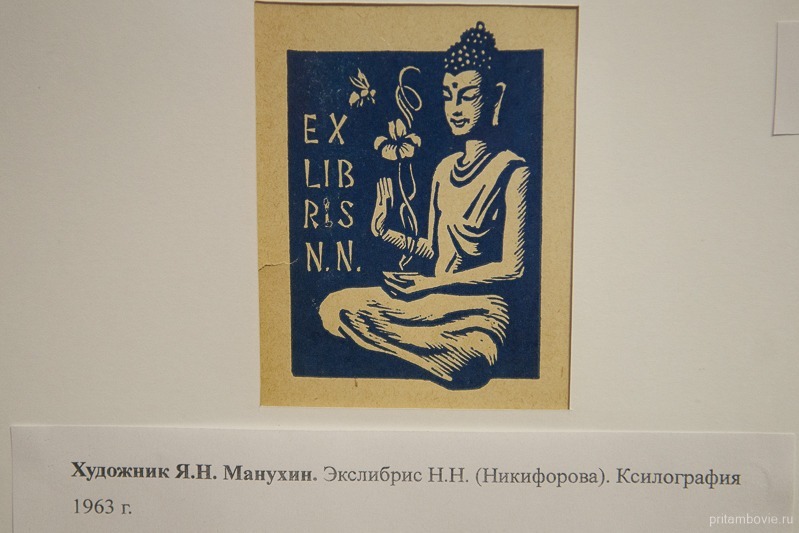 EX
LIB
RIS
N.N.
Художник Я.Н. Манухин. Экслибрис Н.Н. (Никифорова). Ксилография
1963 г.
pritambovie.ru